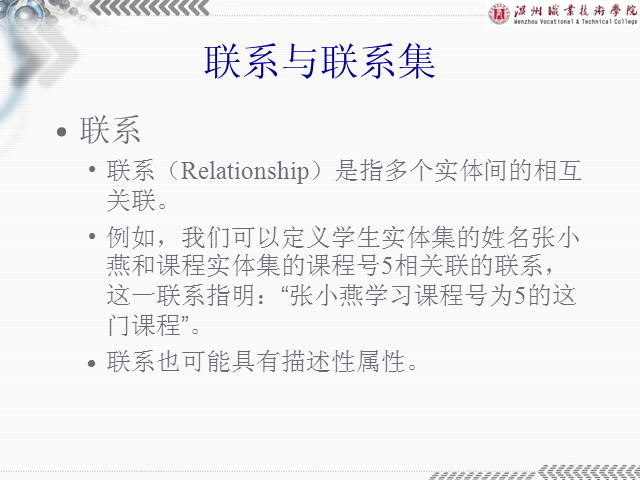 温州职业技术学院
Wenzhou Vocational & Technical College
联系与联系集
• 联系
• 联系（Relationship）是指多个实体间的相互
关联。
• 例如，我们可以定义学生实体集的姓名张小
燕和课程实体集的课程号5相关联的联系，
这一联系指明：“张小燕学习课程号为5的这
门课程”。
• 联系也可能具有描述性属性。